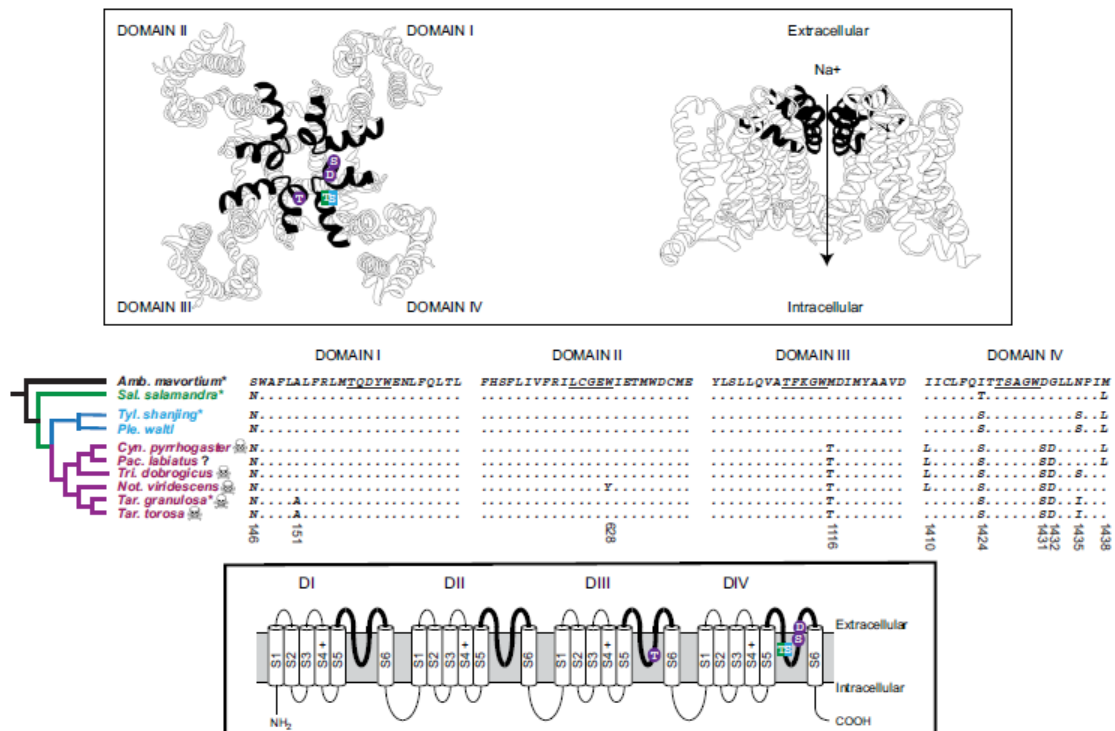 DOMAIN II DOMAIN I
DOMAIN III DOMAIN IV
S
D
T
TS
Extracellular
Na+
Intracellular
DOMAIN I DOMAIN II DOMAIN III DOMAIN IV
Amb. mavortium* SWAFLALFRLMTQDYWENLFQLTL FHSFLIVFRILCGEWIETMWDCME YLSLLQVATFKGWMDIMYAAVD IICLFQITTSAGWDGLLNPIM
Sal. salamandra* N....................... ........................ ...................... ......T.............L
Tyl. shanjing* N....................... ........................ ...................... ......S..........S..L
Ple. waltl N....................... ........................ ...................... ......S.............L
Cyn. pyrrhogaster N....................... ........................ .............T........ L.....S......SD.....L
Pac. labiatus ? N....................... ........................ .............T........ L.....S......SD.....L
Tri. dobrogicus N....................... ........................ .............T........ ......S......SD..S...
Not. viridescens N....................... ..............Y......... .............T........ L.....S......SD......
Tar. granulosa* N....A.................. ........................ .............T........ ......S......SD..I...
Tar. torosa N....A.................. ........................ .............T........ ......S......SD..I...
146 151 628 1116 1410 1424 1431 1432 1435 1438
DI DII DIII DIV
Extracellular
S1 S2 S3 S4 + S5 S6 S1 S2 S3 S4 + S5 S6 S1 S2 S3 S4 + S5 T S6 S1 S2 S3 S4 + S5 TS D S S6
Intracellular
NH2 COOH